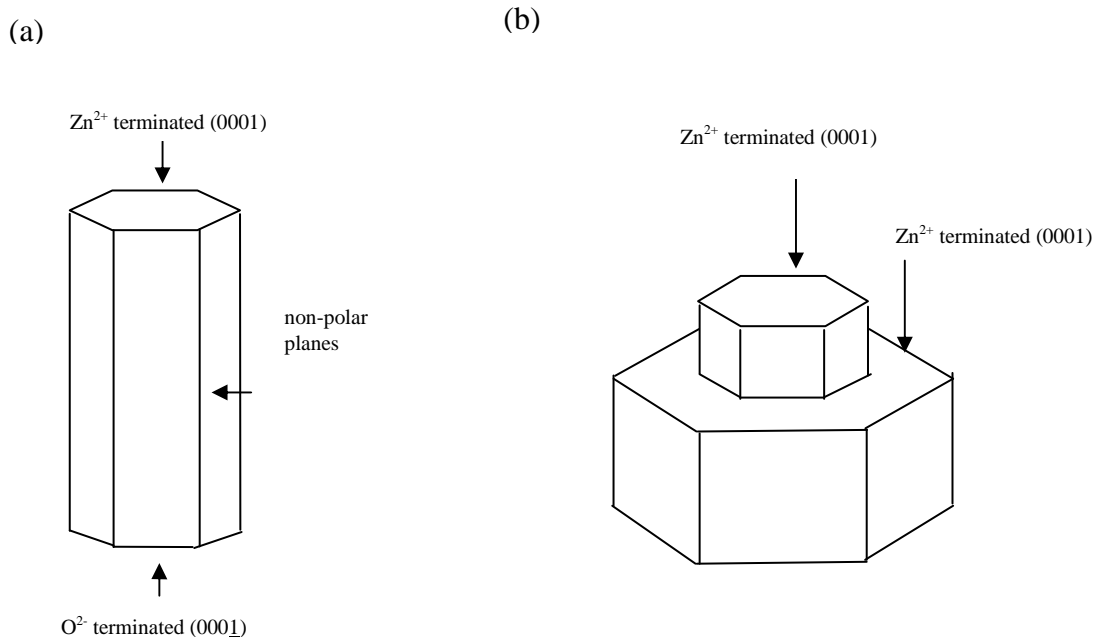 (a)
Zn²⁺ terminated (0001)
non-polar
planes
O²⁻ terminated (0001̲)
(b)
Zn²⁺ terminated (0001)
Zn²⁺ terminated (0001)